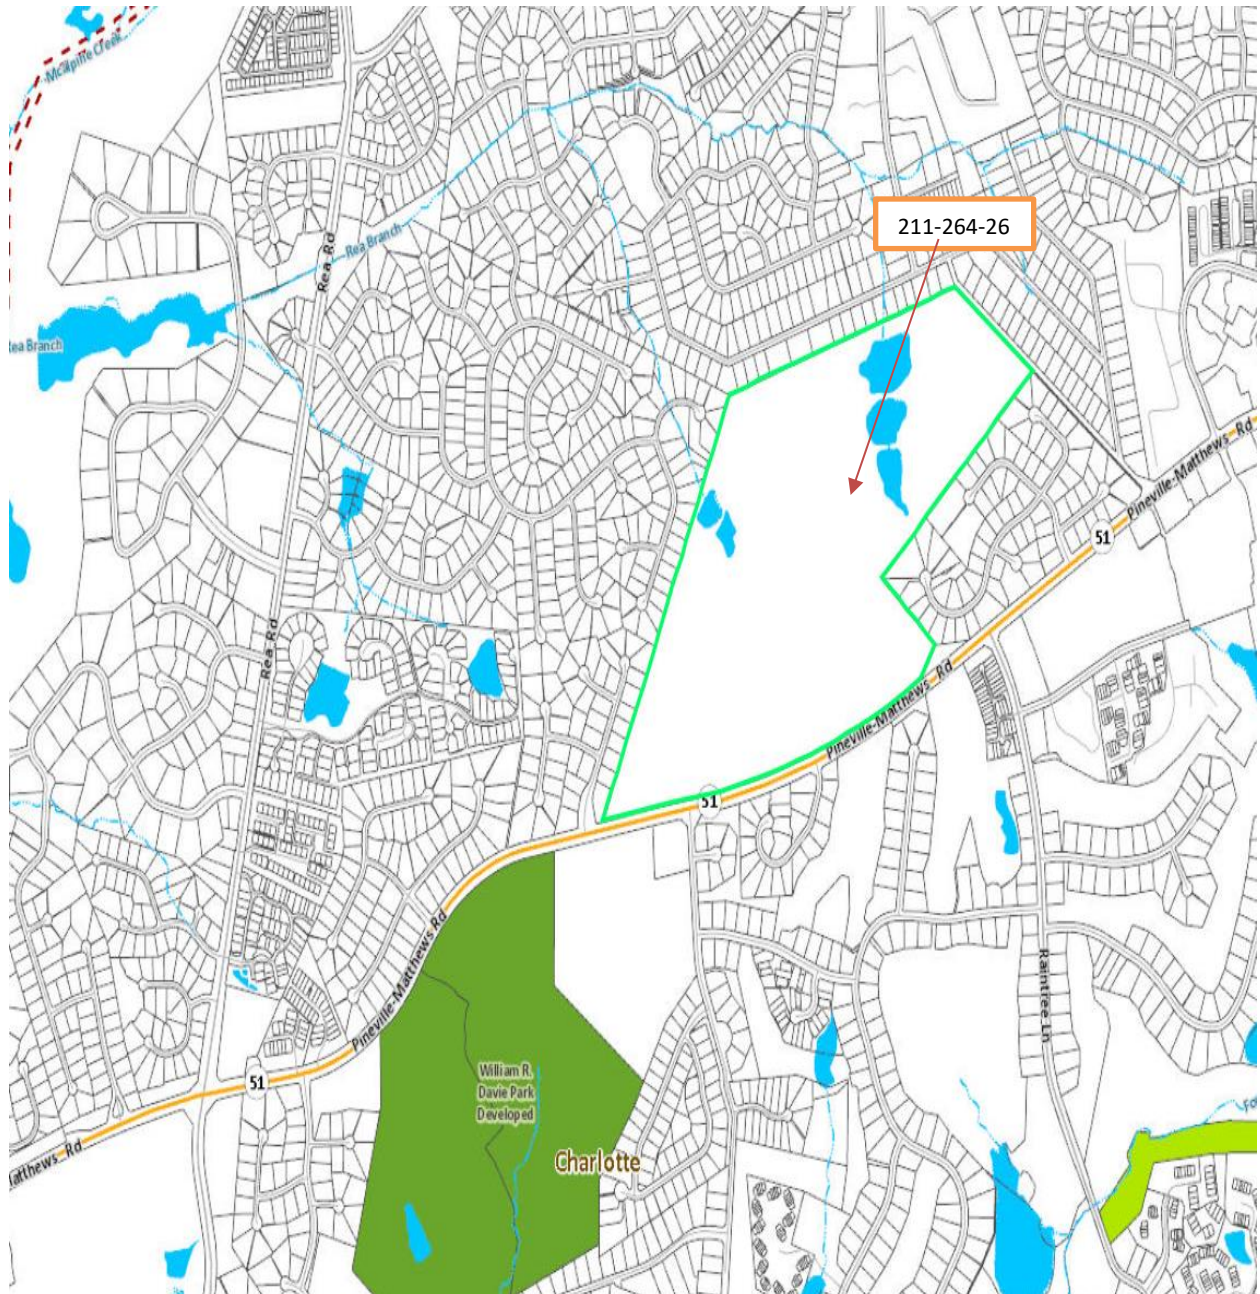 Mcalpine Creek
211-264-26
Rea Rd
Rea Branch
Rea Branch
Pineville-Matthews Rd
51
Rea Rd
Pineville-Matthews Rd
51
Pineville-Matthews Rd
Raintree Ln
William R.
Davie Park
Developed
51
Charlotte
Matthews Rd